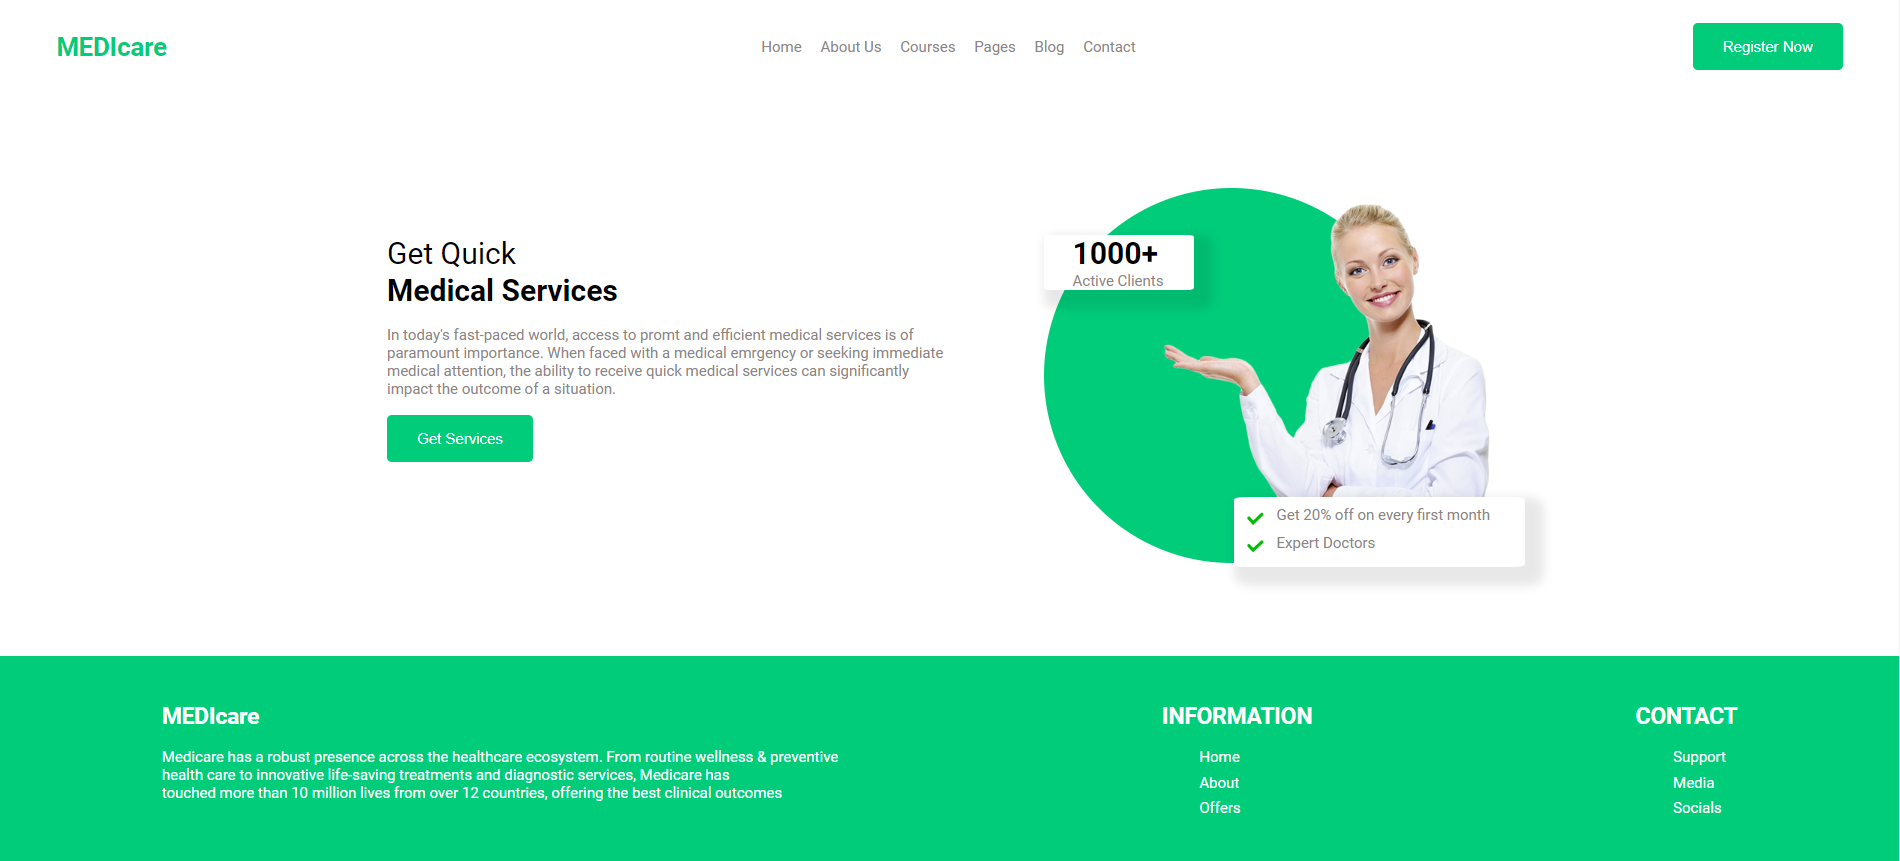 MEDIcare
Home About Us Courses Pages Blog Contact
Register Now
Get Quick
Medical Services
In today's fast-paced world, access to promt and efficient medical services is of
paramount importance. When faced with a medical emrgency or seeking immediate
medical attention, the ability to receive quick medical services can significantly
impact the outcome of a situation.
Get Services
1000+
Active Clients
Get 20% off on every first month
Expert Doctors
MEDIcare
Medicare has a robust presence across the healthcare ecosystem. From routine wellness & preventive
health care to innovative life-saving treatments and diagnostic services, Medicare has
touched more than 10 million lives from over 12 countries, offering the best clinical outcomes
INFORMATION
Home
About
Offers
CONTACT
Support
Media
Socials